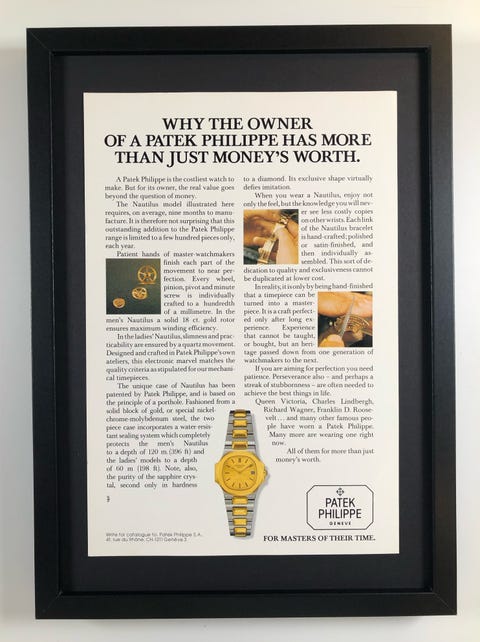 WHY THE OWNER
OF A PATEK PHILIPPE HAS MORE
THAN JUST MONEY'S WORTH.
A Patek Philippe is the costliest watch to
make. But for its owner, the real value goes
beyond the question of money.
The Nautilus model illustrated here
requires, on average, nine months to manu-
facture. It is therefore not surprising that this
outstanding addition to the Patek Philippe
range is limited to a few hundred pieces only,
each year.
Patient hands of master-watchmakers
finish each part of the
movement to near per-
fection. Every wheel,
pinion, pivot and minute
screw is individually
crafted to a hundredth
of a millimetre. In the
men's Nautilus a solid 18 ct. gold rotor
ensures maximum winding efficiency.
In the ladies' Nautilus, slimness and prac-
ticability are ensured by a quartz movement.
Designed and crafted in Patek Philippe's own
ateliers, this electronic marvel matches the
quality criteria as stipulated for our mechani-
cal timepieces.
The unique case of Nautilus has been
patented by Patek Philippe, and is based on
the principle of a porthole. Fashioned from a
solid block of gold, or special nickel-
chrome-molybdenum steel, the two
piece case incorporates a water-resis-
tant sealing system which completely
protects the men's Nautilus
to a depth of 120 m (396 ft) and
the ladies' models to a depth
of 60 m (198 ft). Note, also,
the purity of the sapphire crys-
tal, second only in hardness
to a diamond. Its exclusive shape virtually
defies imitation.
When you wear a Nautilus, enjoy not
only the feel, but the knowledge you will nev-
er see less costly copies
on other wrists. Each link
of the Nautilus bracelet
is hand-crafted; polished
or satin-finished, and
then individually as-
sembled. This sort of de-
dication to quality and exclusiveness cannot
be duplicated at lower cost.
In reality, it is only by being hand-finished
that a timepiece can be
turned into a master-
piece. It is a craft perfect-
ed only after long ex-
perience. Experience
that cannot be taught,
or bought, but an heri-
tage passed down from one generation of
watchmakers to the next.
If you are aiming for perfection you need
patience. Perseverance also – and perhaps a
streak of stubbornness – are often needed to
achieve the best things in life.
Queen Victoria, Charles Lindbergh,
Richard Wagner, Franklin D. Roose-
velt... and many other famous peo-
ple have worn a Patek Philippe.
Many more are wearing one right
now.
All of them for more than just
money's worth.
PATEK
PHILIPPE
GENEVE
Write for catalogue to: Patek Philippe S.A.,
41, rue du Rhône, CH-1211 Genève 3
FOR MASTERS OF THEIR TIME.